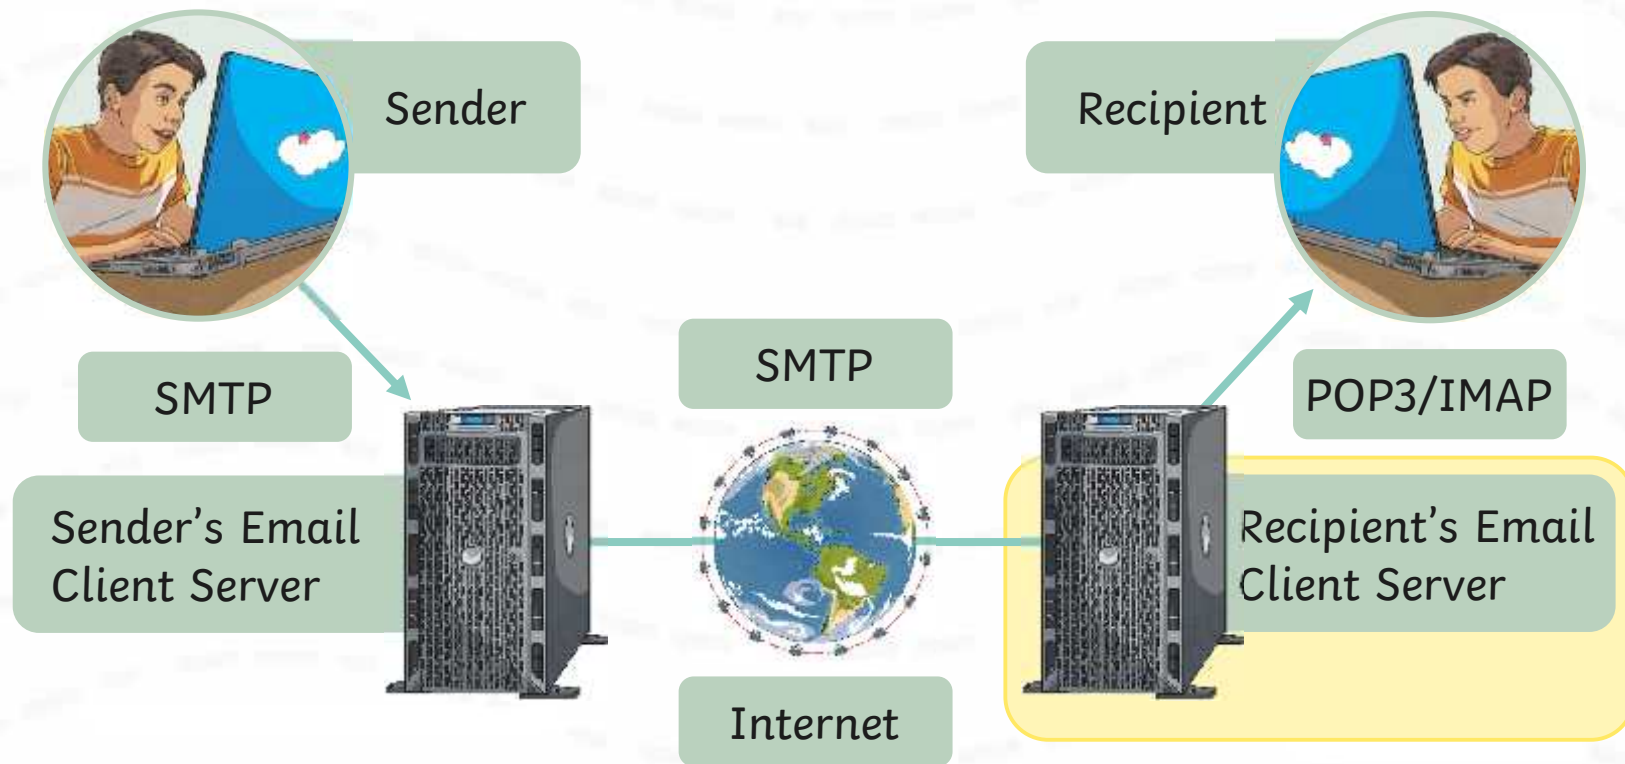 Sender
Recipient
SMTP
SMTP
POP3/IMAP
Sender's Email
Client Server
Recipient's Email
Client Server
Internet